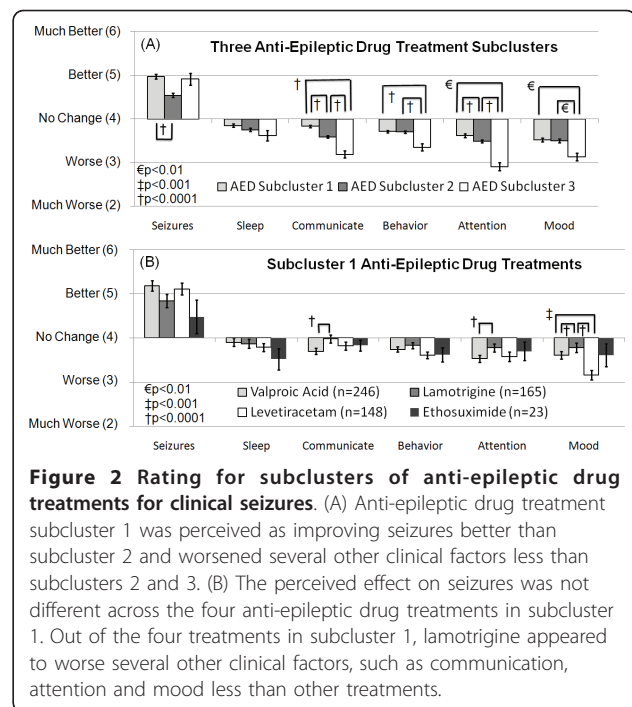 Much Better (6)
(A)
Three Anti-Epileptic Drug Treatment Subclusters
Better (5)
† † † † † † € † † € €
No Change (4)
†
Worse (3)
€p<0.01
‡p<0.001
†p<0.0001
AED Subcluster 1 AED Subcluster 2 AED Subcluster 3
Much Worse (2)
Seizures Sleep Communicate Behavior Attention Mood
Much Better (6)
(B)
Subcluster 1 Anti-Epileptic Drug Treatments
Better (5)
† † ‡ † †
No Change (4)
Worse (3)
€p<0.01
‡p<0.001
†p<0.0001
Valproic Acid (n=246) Lamotrigine (n=165)
Levetiracetam (n=148) Ethosuximide (n=23)
Much Worse (2)
Seizures Sleep Communicate Behavior Attention Mood
Figure 2 Rating for subclusters of anti-epileptic drug
treatments for clinical seizures. (A) Anti-epileptic drug treatment
subcluster 1 was perceived as improving seizures better than
subcluster 2 and worsened several other clinical factors less than
subclusters 2 and 3. (B) The perceived effect on seizures was not
different across the four anti-epileptic drug treatments in subcluster
1. Out of the four treatments in subcluster 1, lamotrigine appeared
to worse several other clinical factors, such as communication,
attention and mood less than other treatments.